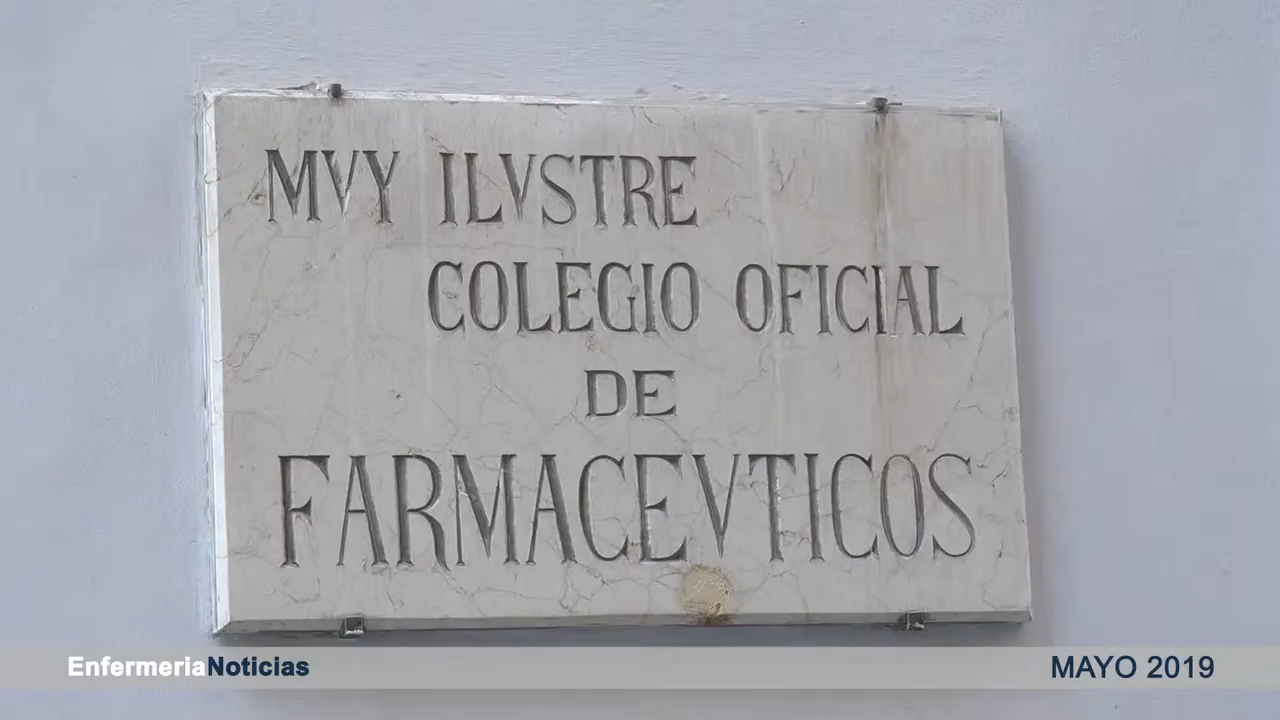 MVY ILVSTRE
COLEGIO OFICIAL
DE
FARMACEVTICOS
EnfermeriaNoticias
MAYO 2019